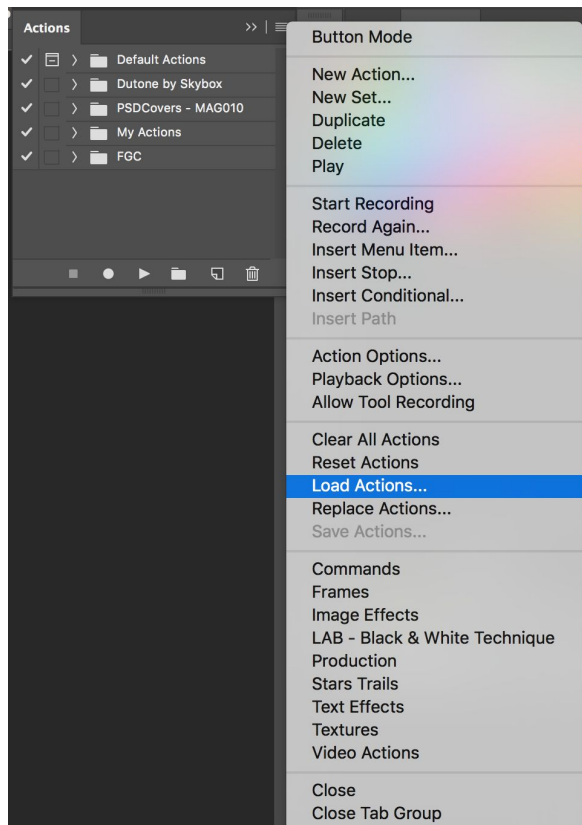 Actions
Default Actions
Dutone by Skybox
PSDCovers - MAG010
My Actions
FGC
Button Mode
New Action...
New Set...
Duplicate
Delete
Play
Start Recording
Record Again...
Insert Menu Item...
Insert Stop...
Insert Conditional...
Insert Path
Action Options...
Playback Options...
Allow Tool Recording
Clear All Actions
Reset Actions
Load Actions...
Replace Actions...
Save Actions...
Commands
Frames
Image Effects
LAB - Black & White Technique
Production
Stars Trails
Text Effects
Textures
Video Actions
Close
Close Tab Group